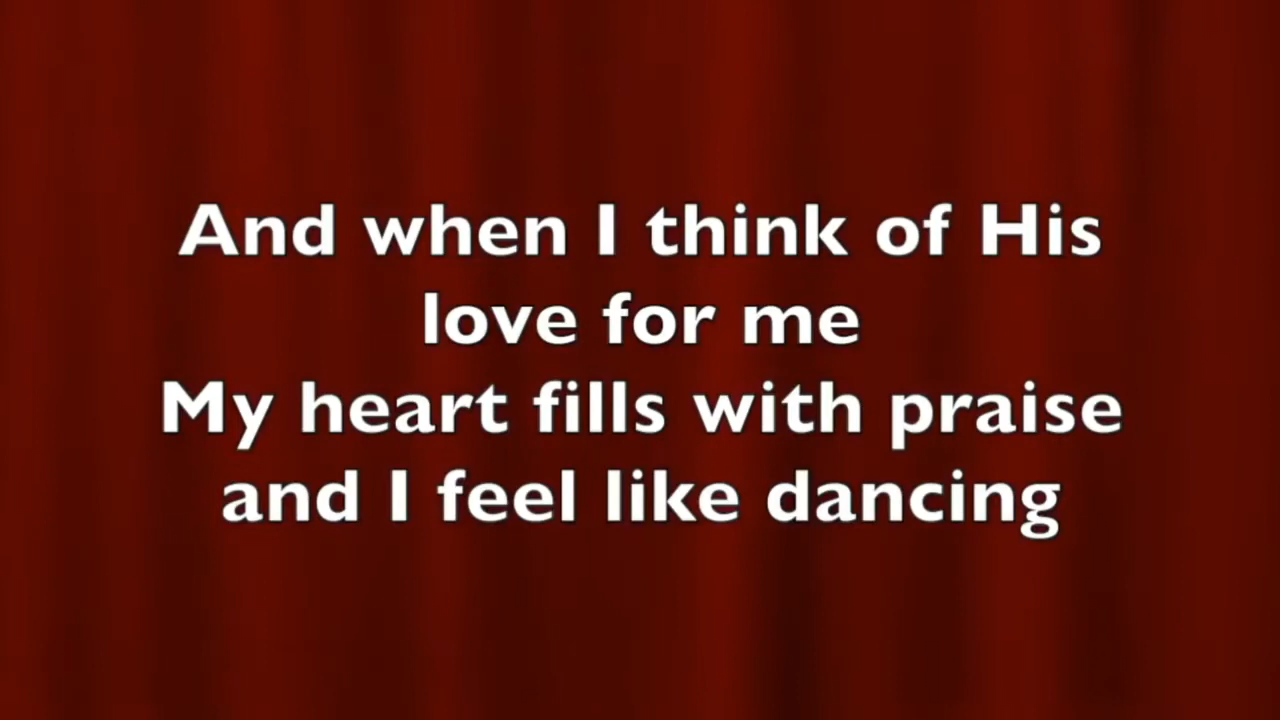 And when I think of His
love for me
My heart fills with praise
and I feel like dancing